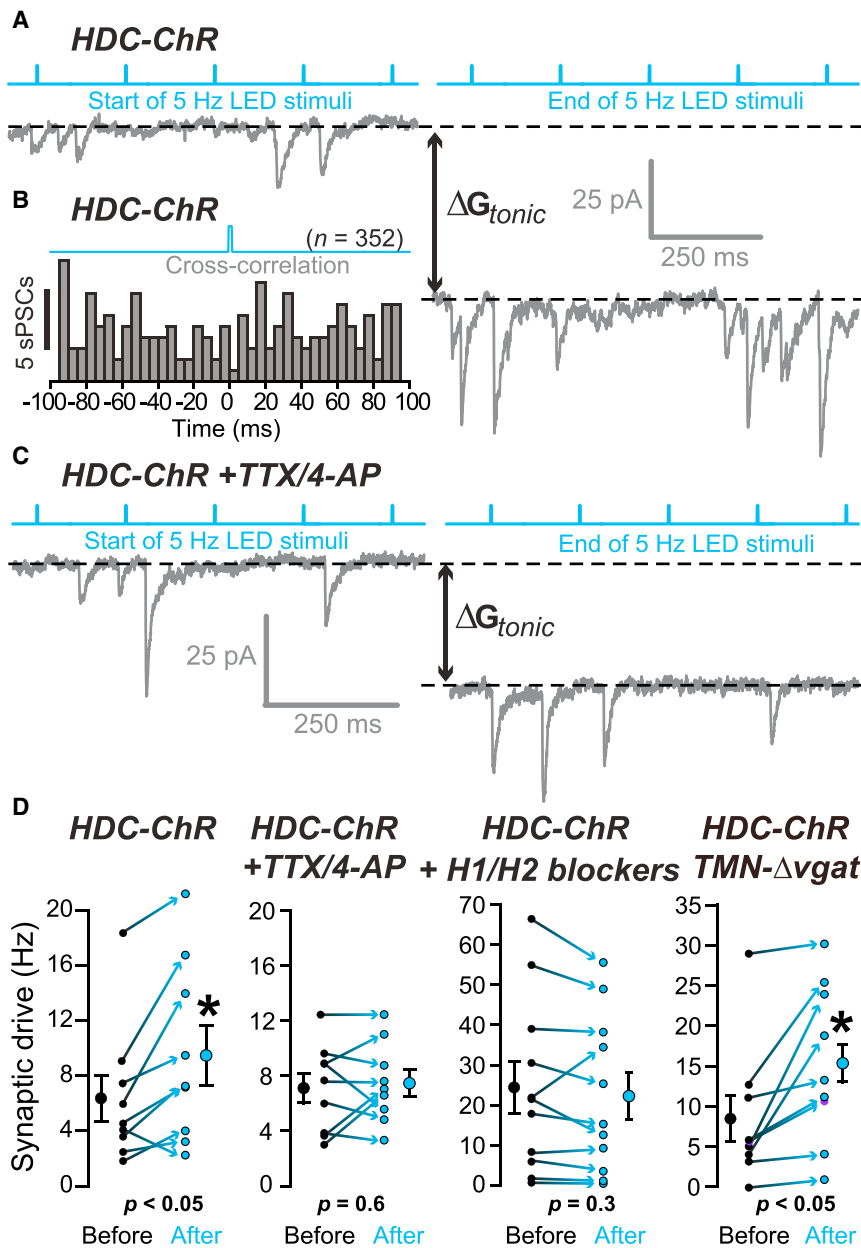 A
HDC-ChR
Start of 5 Hz LED stimuli
End of 5 Hz LED stimuli
ΔGtonic
25 pA
250 ms
B
HDC-ChR
(n = 352)
Cross-correlation
5 sPSCs
-100 -80 -60 -40 -20 0 20 40 60 80 100
Time (ms)
C
HDC-ChR +TTX/4-AP
Start of 5 Hz LED stimuli
End of 5 Hz LED stimuli
ΔGtonic
25 pA
250 ms
D
HDC-ChR
HDC-ChR
+TTX/4-AP
HDC-ChR
+ H1/H2 blockers
HDC-ChR
TMN-Δvgat
Synaptic drive (Hz)
20
16
12
8
4
0
*
p < 0.05
Before After
20
16
12
8
4
0
p = 0.6
Before After
70
60
50
40
30
20
10
0
p = 0.3
Before After
35
30
25
20
15
10
5
0
*
p < 0.05
Before After